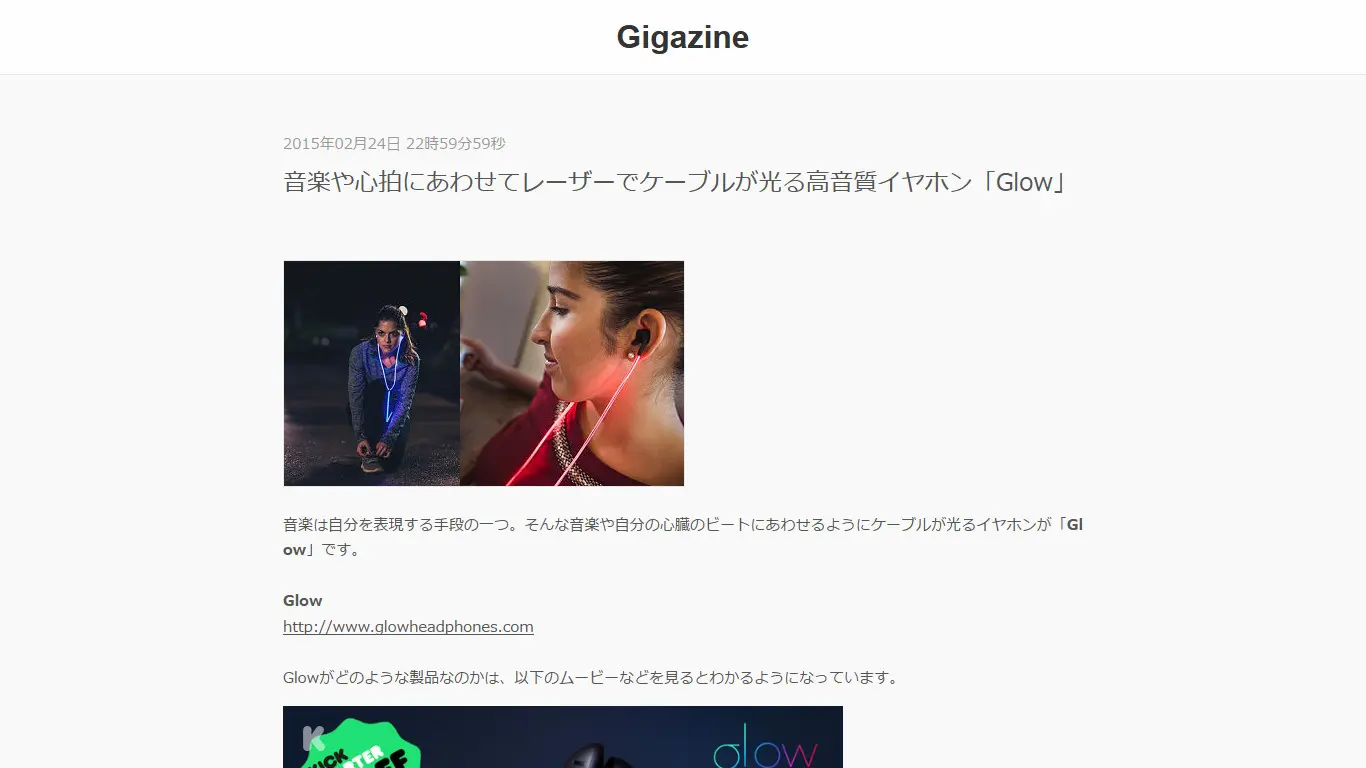 Gigazine
2015年02月24日 22時59分59秒
音楽や心拍にあわせてレーザーでケーブルが光る高音質イヤホン「Glow」
音楽は自分を表現する手段の一つ。そんな音楽や自分の心臓のビートにあわせるようにケーブルが光るイヤホンが「Gl
ow」です。
Glow
http://www.glowheadphones.com
Glowがどのような製品なのかは、以下のムービーなどを見るとわかるようになっています。
K
glow
KICK